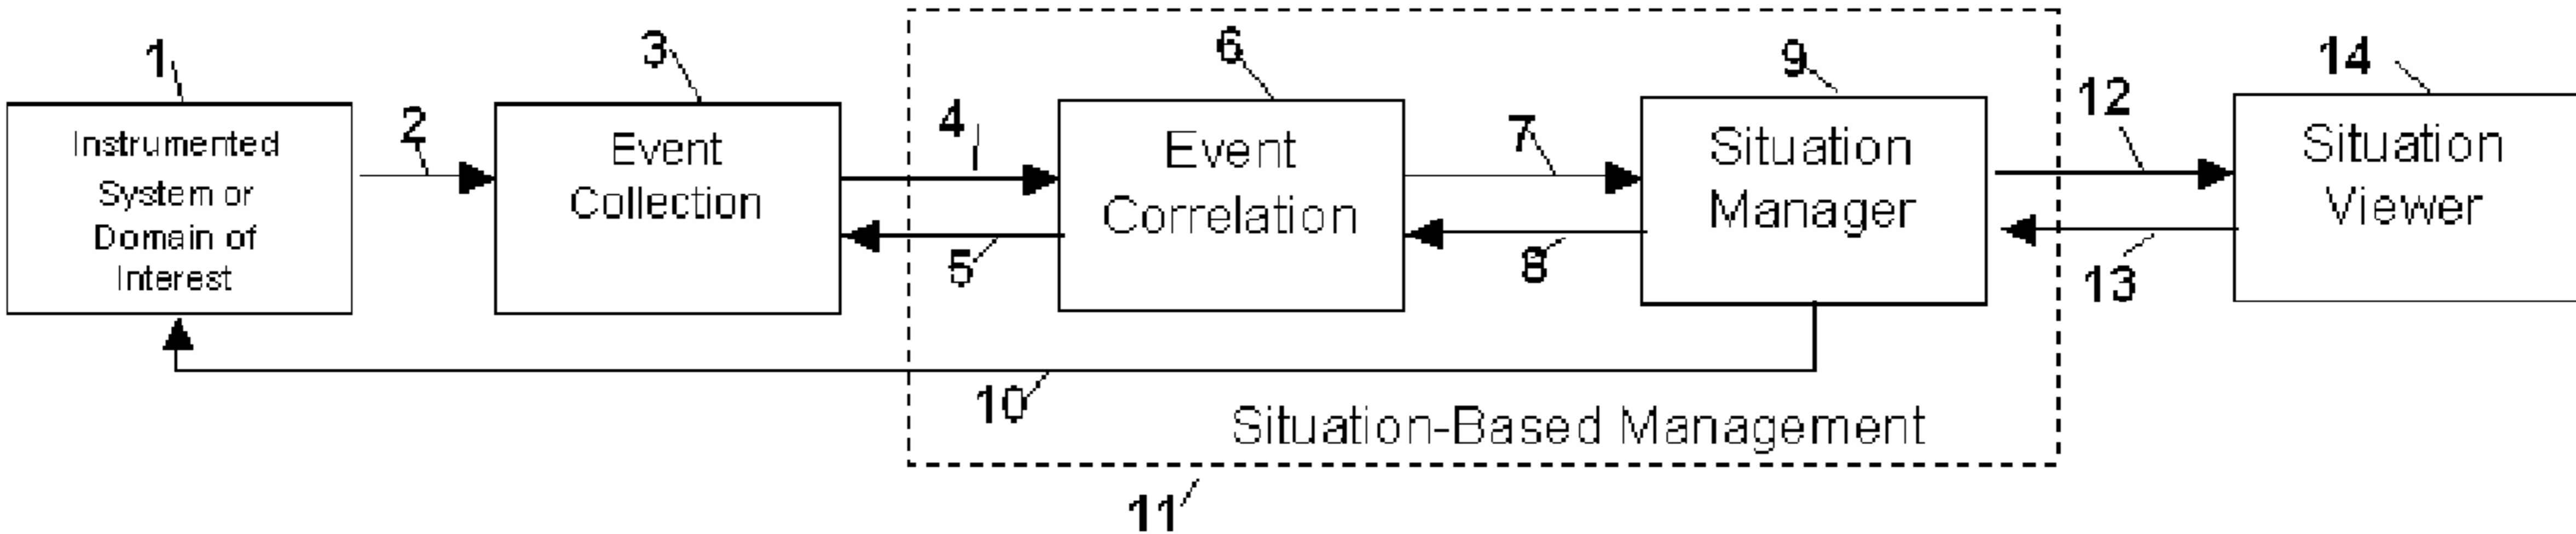 1
Instrumented
System or
Domain of
Interest
2
3
Event
Collection
4
5
6
Event
Correlation
7
8
9
Situation
Manager
10
Situation-Based Management
11
12
13
14
Situation
Viewer